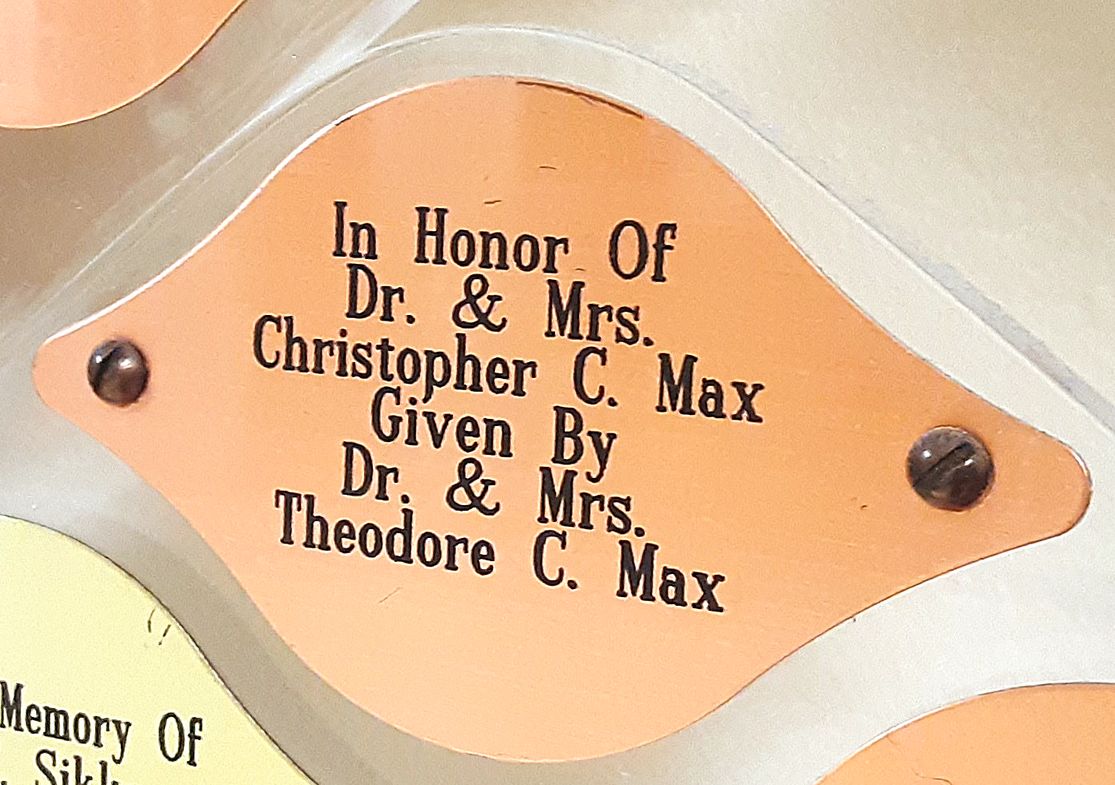 In Honor Of
Dr. & Mrs.
Christopher C. Max
Given By
Dr. & Mrs.
Theodore C. Max
Memory Of